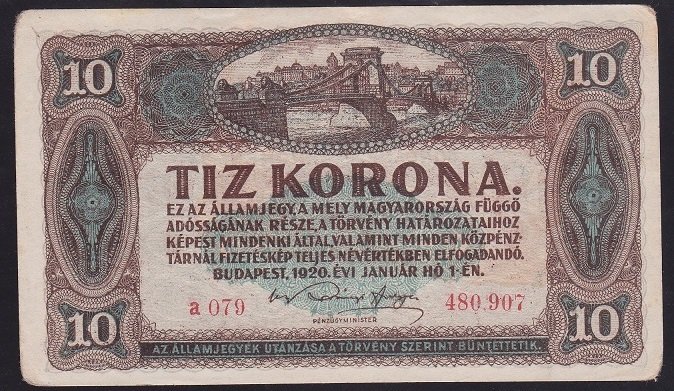 10 10
TIZ KORONA.
EZ AZ ÁLLAMJEGY, A MELY MAGYARORSZÁG FÜGGŐ
ADÓSSÁGÁNAK RÉSZE, A TÖRVÉNY HATÁROZATAIHOZ
KÉPEST MINDENKI ÁLTAL, VALAMINT MINDEN KÖZPÉNZ-
TÁRNÁL FIZETÉSKÉP TELJES NÉVÉRTÉKBEN ELFOGADANDÓ.
BUDAPEST, 1920. ÉVI JANUÁR HÓ 1-ÉN.
a 079 480.907
PÉNZÜGYMINISTER
10 10
AZ ÁLLAMJEGYEK UTÁNZÁSA A TÖRVÉNY SZERINT BÜNTETTETIK.